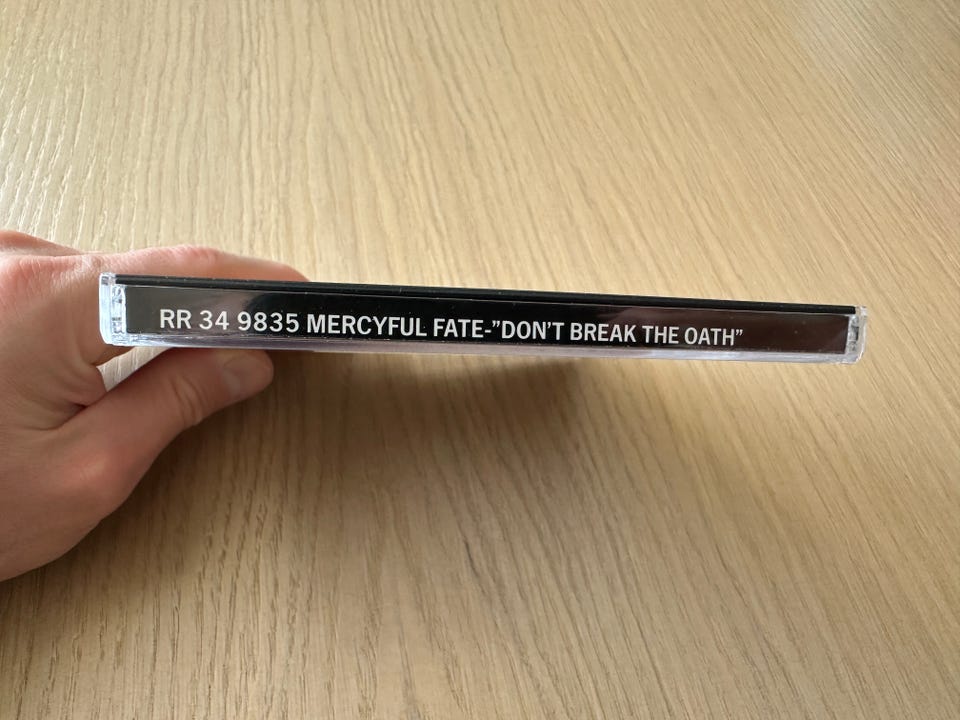 RR 34 9835 MERCYFUL FATE-”DON’T BREAK THE OATH”